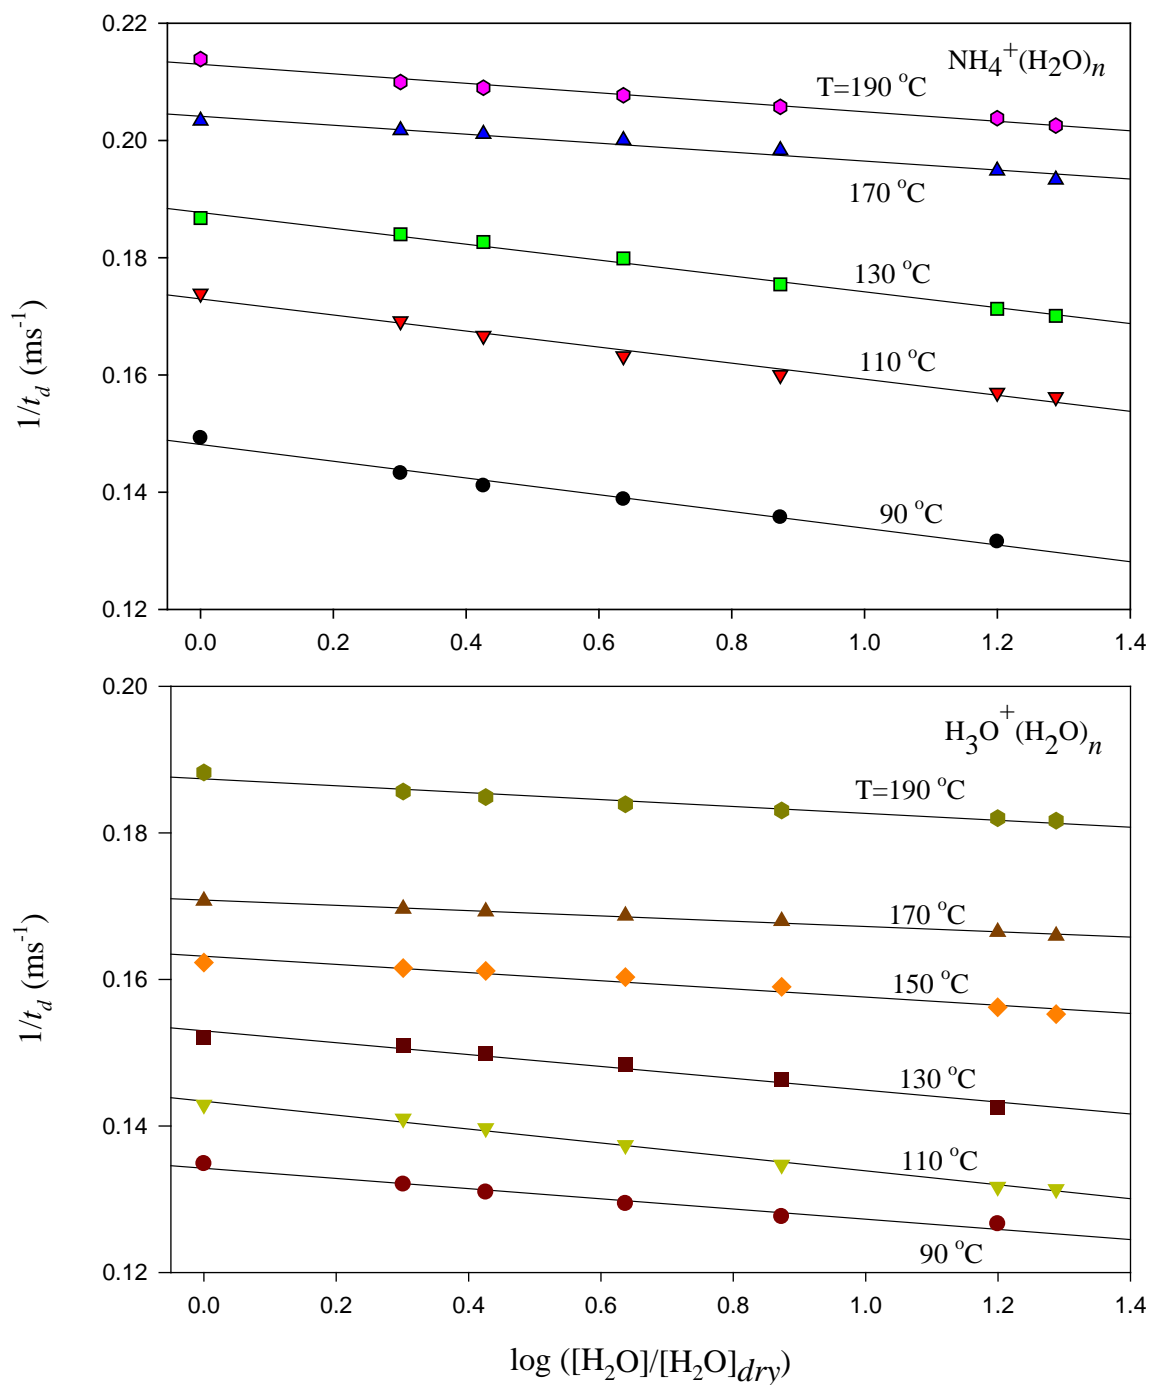 0.22
NH₄⁺(H₂O)ₙ
T=190 °C
0.20
170 °C
0.18
130 °C
0.16
110 °C
0.14
90 °C
0.12
1/t_d (ms⁻¹)
0.0 0.2 0.4 0.6 0.8 1.0 1.2 1.4
0.20
H₃O⁺(H₂O)ₙ
T=190 °C
0.18
170 °C
0.16
150 °C
130 °C
0.14
110 °C
90 °C
0.12
1/t_d (ms⁻¹)
0.0 0.2 0.4 0.6 0.8 1.0 1.2 1.4
log ([H₂O]/[H₂O]dry)